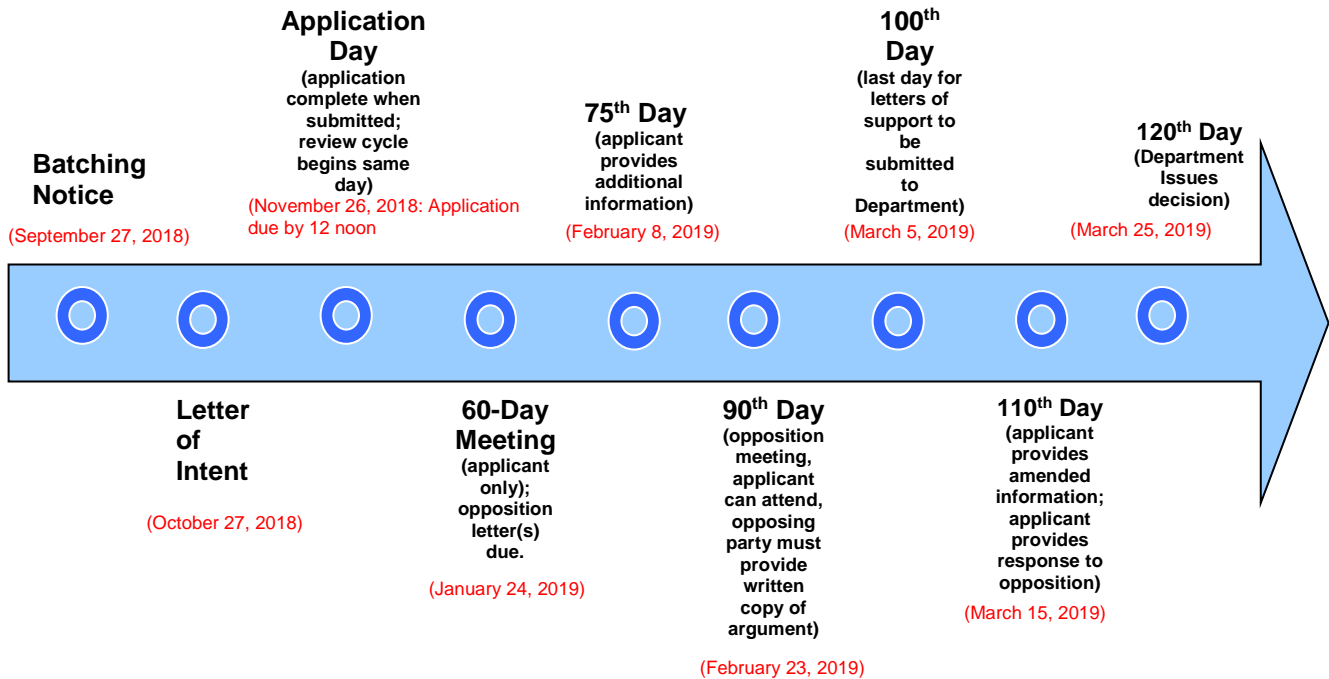 Batching
Notice
(September 27, 2018)
Letter
of
Intent
(October 27, 2018)
Application
Day
(application
complete when
submitted;
review cycle
begins same
day)
(November 26, 2018: Application
due by 12 noon
60-Day
Meeting
(applicant
only);
opposition
letter(s)
due.
(January 24, 2019)
75th Day
(applicant
provides
additional
information)
(February 8, 2019)
90th Day
(opposition
meeting,
applicant
can attend,
opposing
party must
provide
written
copy of
argument)
(February 23, 2019)
100th
Day
(last day for
letters of
support to
be
submitted
to
Department)
(March 5, 2019)
110th Day
(applicant
provides
amended
information;
applicant
provides
response to
opposition)
(March 15, 2019)
120th Day
(Department
Issues
decision)
(March 25, 2019)